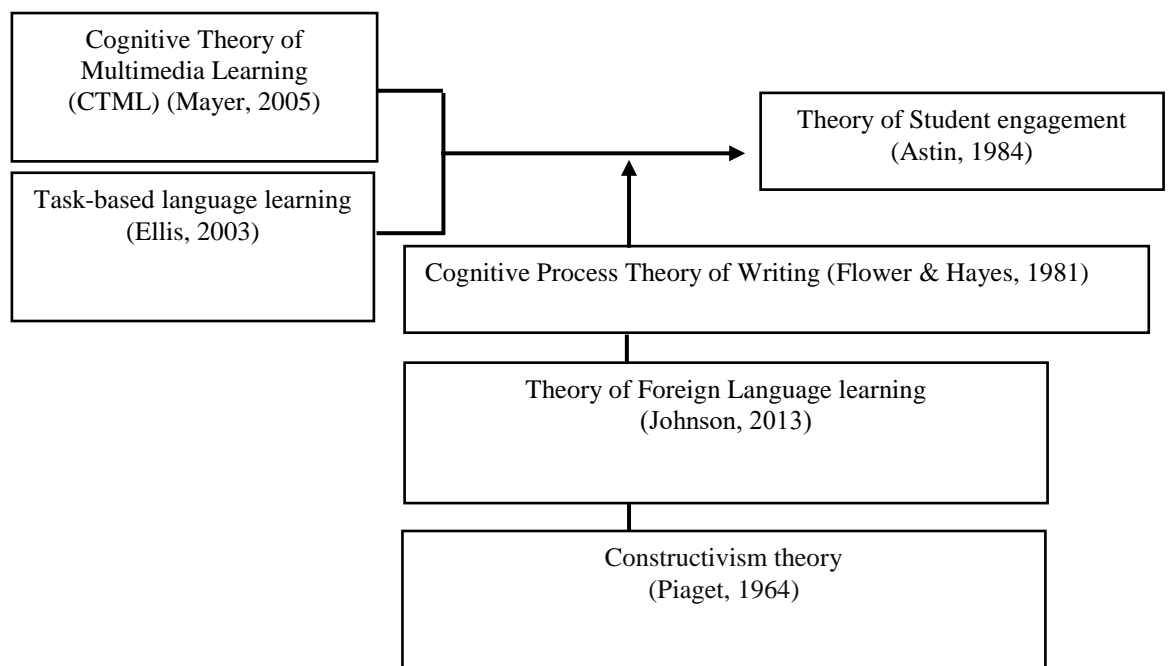 Cognitive Theory of
Multimedia Learning
(CTML) (Mayer, 2005)
Theory of Student engagement
(Astin, 1984)
Task-based language learning
(Ellis, 2003)
Cognitive Process Theory of Writing (Flower & Hayes, 1981)
Theory of Foreign Language learning
(Johnson, 2013)
Constructivism theory
(Piaget, 1964)